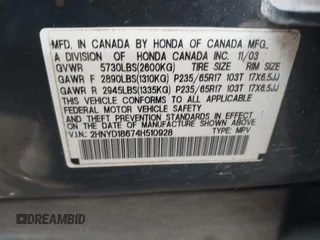 MFD. IN CANADA BY HONDA OF CANADA MFG.,
A DIVISION OF HONDA CANADA INC. 11/03
GVWR 5730LBS(2600KG) TIRE SIZE RIM SIZE
GAWR F 2890LBS(1310KG) P235/65R17 103T 17X6.5JJ
GAWR R 2945LBS(1335KG) P235/65R17 103T 17X6.5JJ
THIS VEHICLE CONFORMS TO ALL APPLICABLE
FEDERAL MOTOR VEHICLE SAFETY STANDARDS
IN EFFECT ON THE DATE OF MANUFACTURE
SHOWN ABOVE.
V.I.N.: 2HNYD18674H510928 TYPE: MPV
DREAMBID